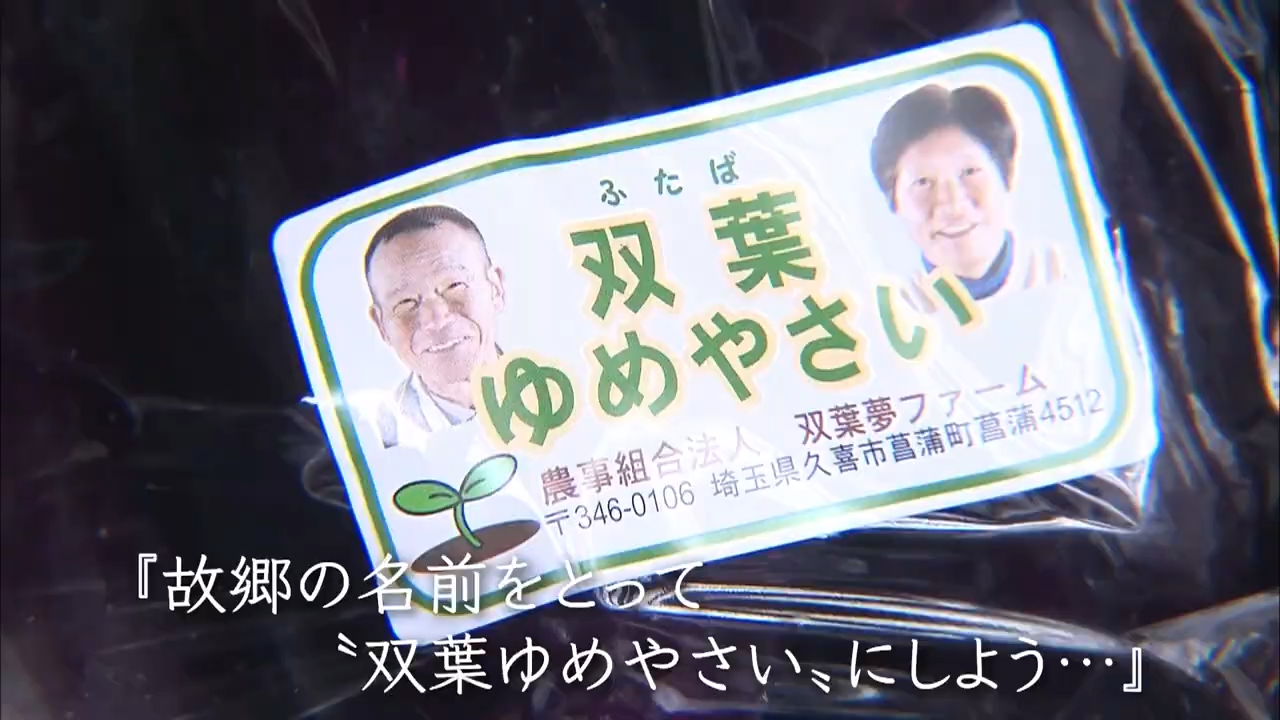 ふたば
双葉
ゆめやさい
農事組合法人 双葉夢ファーム
〒346-0106 埼玉県久喜市菖蒲町菖蒲4512
『故郷の名前をとって
〝双葉ゆめやさい〟にしよう…』